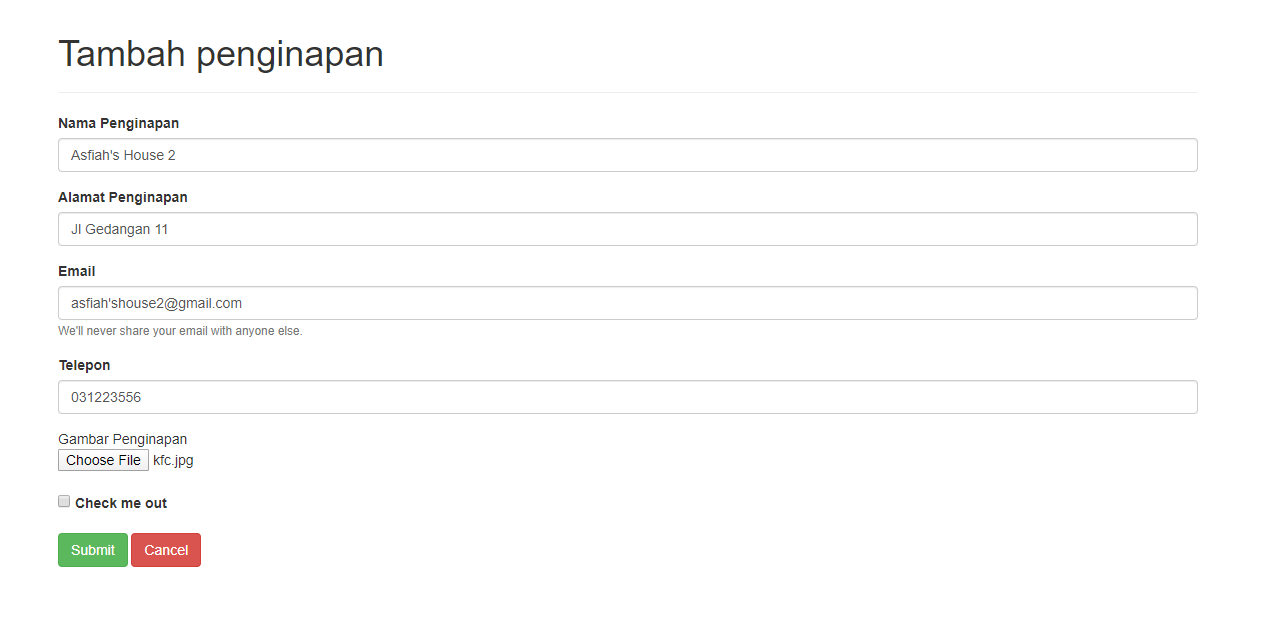 Tambah penginapan
Nama Penginapan
Asfiah's House 2
Alamat Penginapan
Jl Gedangan 11
Email
asfiah'shouse2@gmail.com
We'll never share your email with anyone else.
Telepon
031223556
Gambar Penginapan
Choose File kfc.jpg
Check me out
Submit Cancel